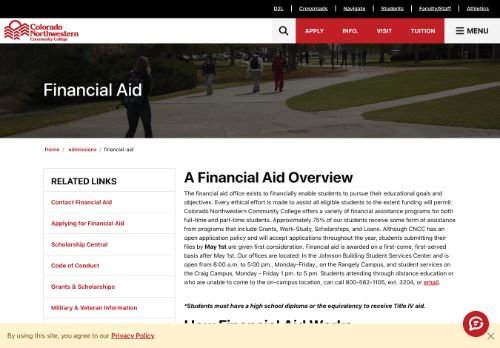 D2L Crossroads Navigate Students Faculty/Staff Athletics
Colorado Northwestern Community College
APPLY INFO. VISIT TUITION MENU
Financial Aid
Home / admissions / financial-aid
RELATED LINKS
Contact Financial Aid
Applying for Financial Aid
Scholarship Central
Code of Conduct
Grants & Scholarships
Military & Veteran Information
A Financial Aid Overview
The financial aid office exists to financially enable students to pursue their educational goals and
objectives. Every ethical effort is made to assist all eligible students to the extent funding will permit.
Colorado Northwestern Community College offers a variety of financial assistance programs for both
full-time and part-time students. Approximately 75% of our students receive some form of assistance
from programs that include Grants, Work-Study, Scholarships, and Loans. Although CNCC has an
open application policy and will accept applications throughout the year, students submitting their
files by May 1st are given first consideration. Financial aid is awarded on a first-come, first-served
basis after May 1st. Our offices are located: In the Johnson Building Student Services Center and is
open from 8:00 a.m. to 5:00 pm., Monday-Friday., on the Rangely Campus, and student services on
the Craig Campus, Monday - Friday 1 pm. to 5 pm. Students attending through distance education or
who are unable to come to the on-campus location, can call 800-562-1105, ext. 3204, or email.
*Students must have a high school diploma or the equivalency to receive Title IV aid.
How Financial Aid Works
By using this site, you agree to our Privacy Policy